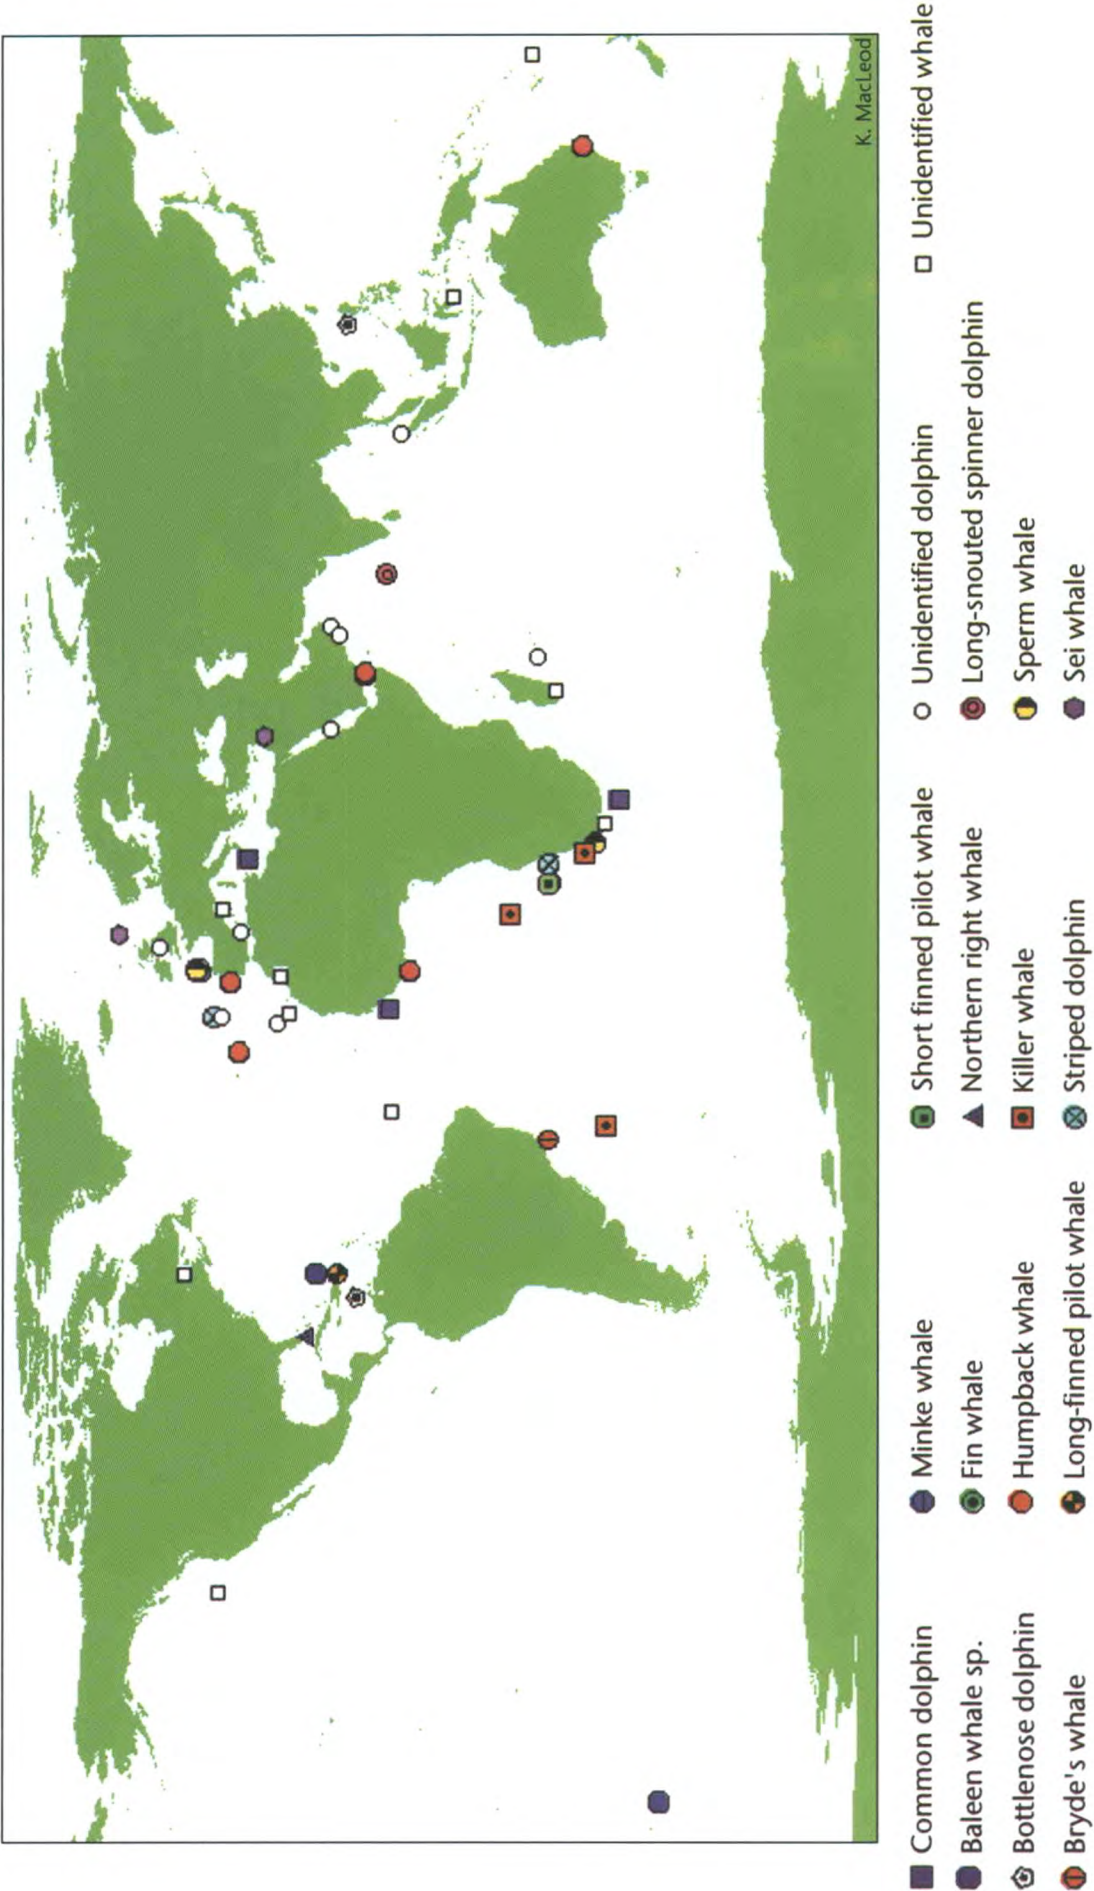 K. MacLeod
Common dolphin
Baleen whale sp.
Bottlenose dolphin
Bryde's whale
Minke whale
Fin whale
Humpback whale
Long-finned pilot whale
Short finned pilot whale
Northern right whale
Killer whale
Striped dolphin
Unidentified dolphin
Long-snouted spinner dolphin
Sperm whale
Sei whale
Unidentified whale